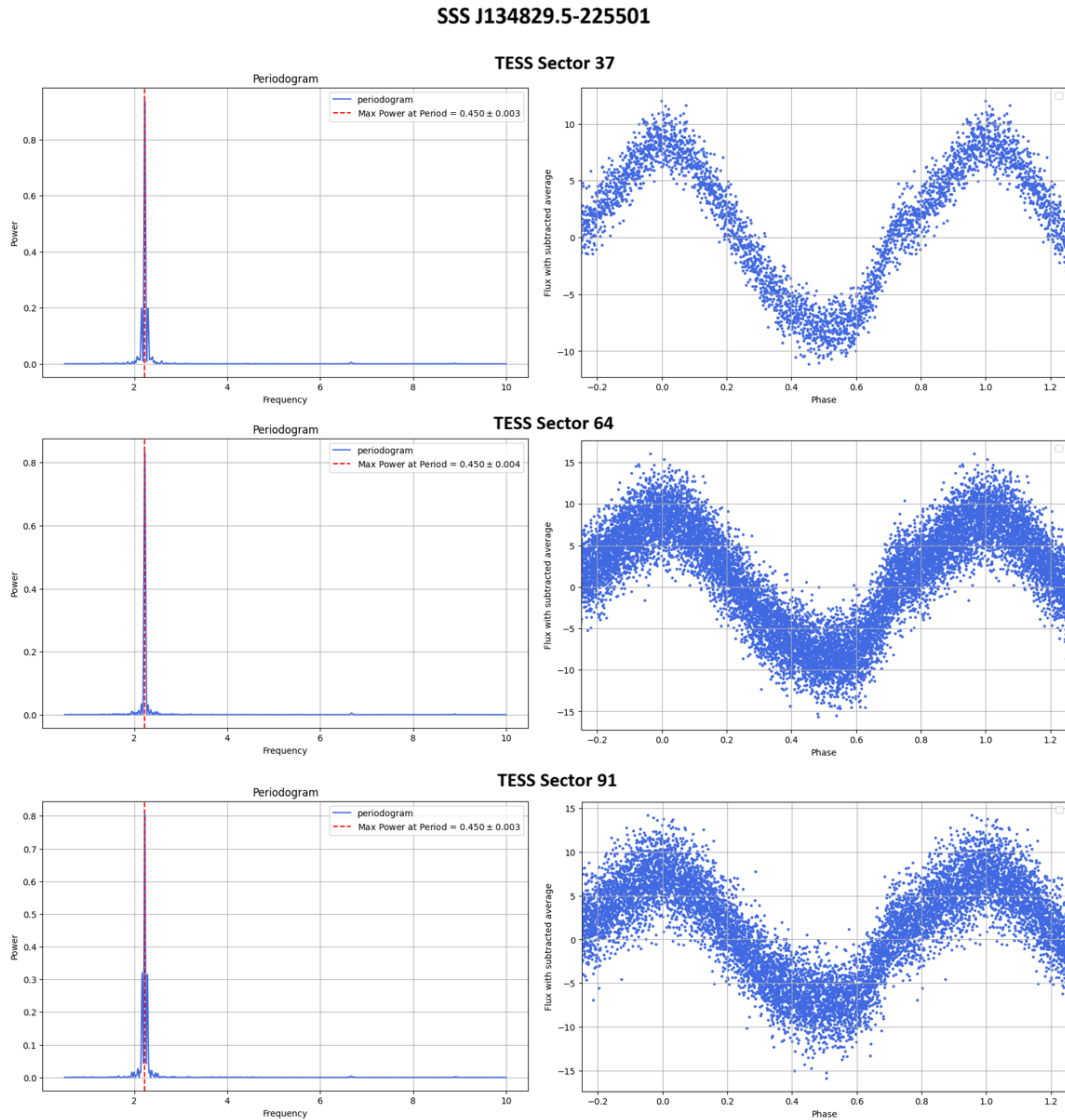 SSS J134829.5-225501
TESS Sector 37
Periodogram
periodogram
Max Power at Period = 0.450 ± 0.003
0.8
0.6
0.4
0.2
0.0
Power
2 4 6 8 10
Frequency
10
5
0
−5
−10
Flux with subtracted average
−0.2 0.0 0.2 0.4 0.6 0.8 1.0 1.2
Phase
TESS Sector 64
Periodogram
periodogram
Max Power at Period = 0.450 ± 0.004
0.8
0.6
0.4
0.2
0.0
Power
2 4 6 8 10
Frequency
15
10
5
0
−5
−10
−15
Flux with subtracted average
−0.2 0.0 0.2 0.4 0.6 0.8 1.0 1.2
Phase
TESS Sector 91
Periodogram
periodogram
Max Power at Period = 0.450 ± 0.003
0.8
0.7
0.6
0.5
0.4
0.3
0.2
0.1
0.0
Power
2 4 6 8 10
Frequency
15
10
5
0
−5
−10
−15
Flux with subtracted average
−0.2 0.0 0.2 0.4 0.6 0.8 1.0 1.2
Phase